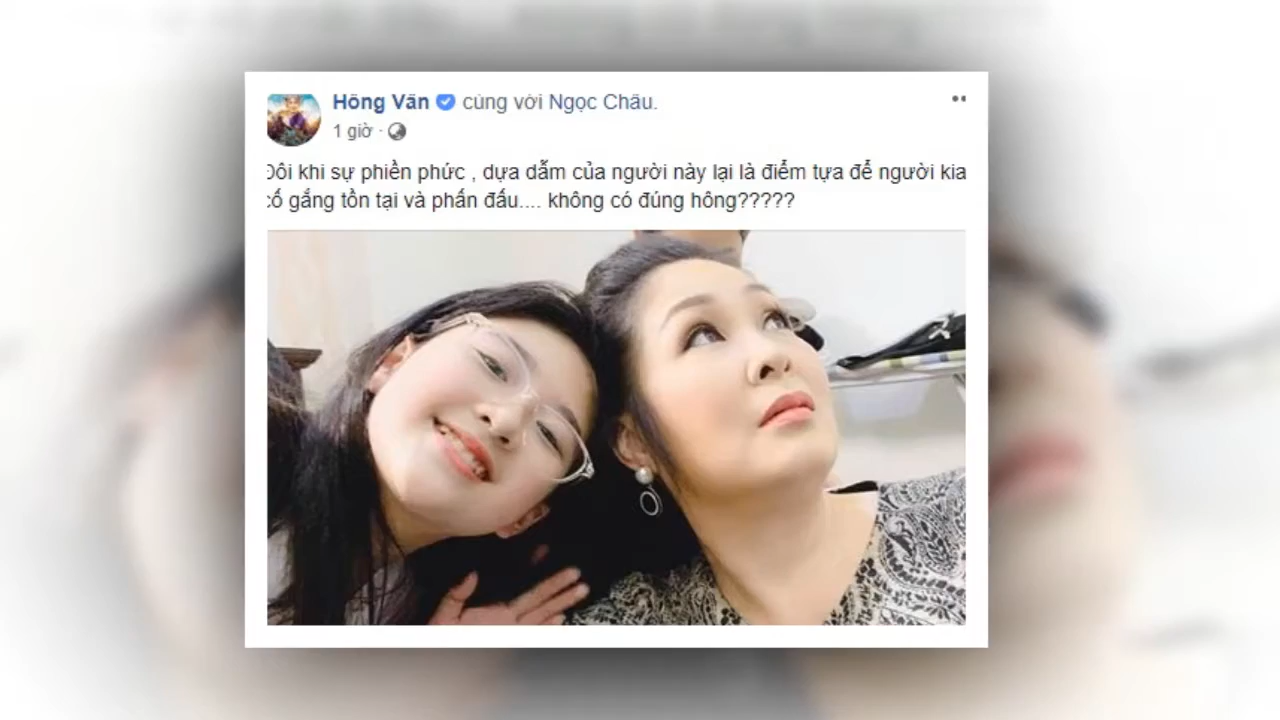 Hồng Vân cùng với Ngọc Châu.
1 giờ ·
Đôi khi sự phiền phức , dựa dẫm của người này lại là điểm tựa để người kia
cố gắng tồn tại và phấn đấu.... không có đúng hông?????